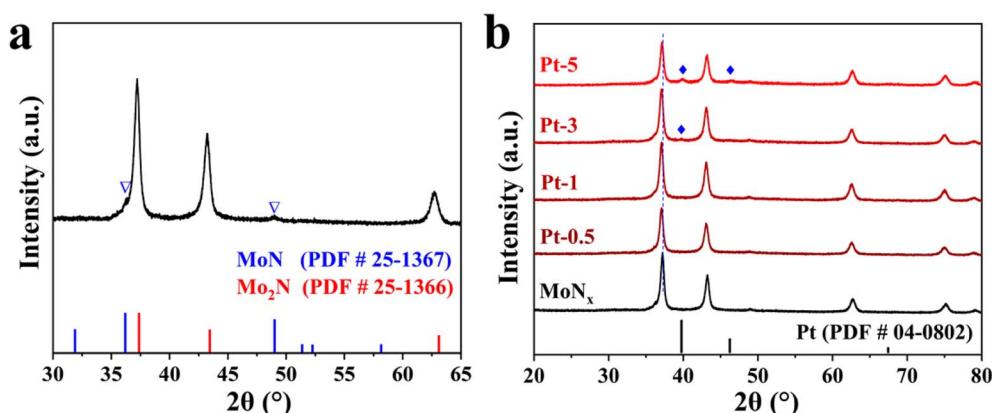 a
Intensity (a.u.)
MoN (PDF # 25-1367)
Mo₂N (PDF # 25-1366)
30 35 40 45 50 55 60 65
2θ (°)
b
Intensity (a.u.)
Pt-5
Pt-3
Pt-1
Pt-0.5
MoNₓ
Pt (PDF # 04-0802)
20 30 40 50 60 70 80
2θ (°)